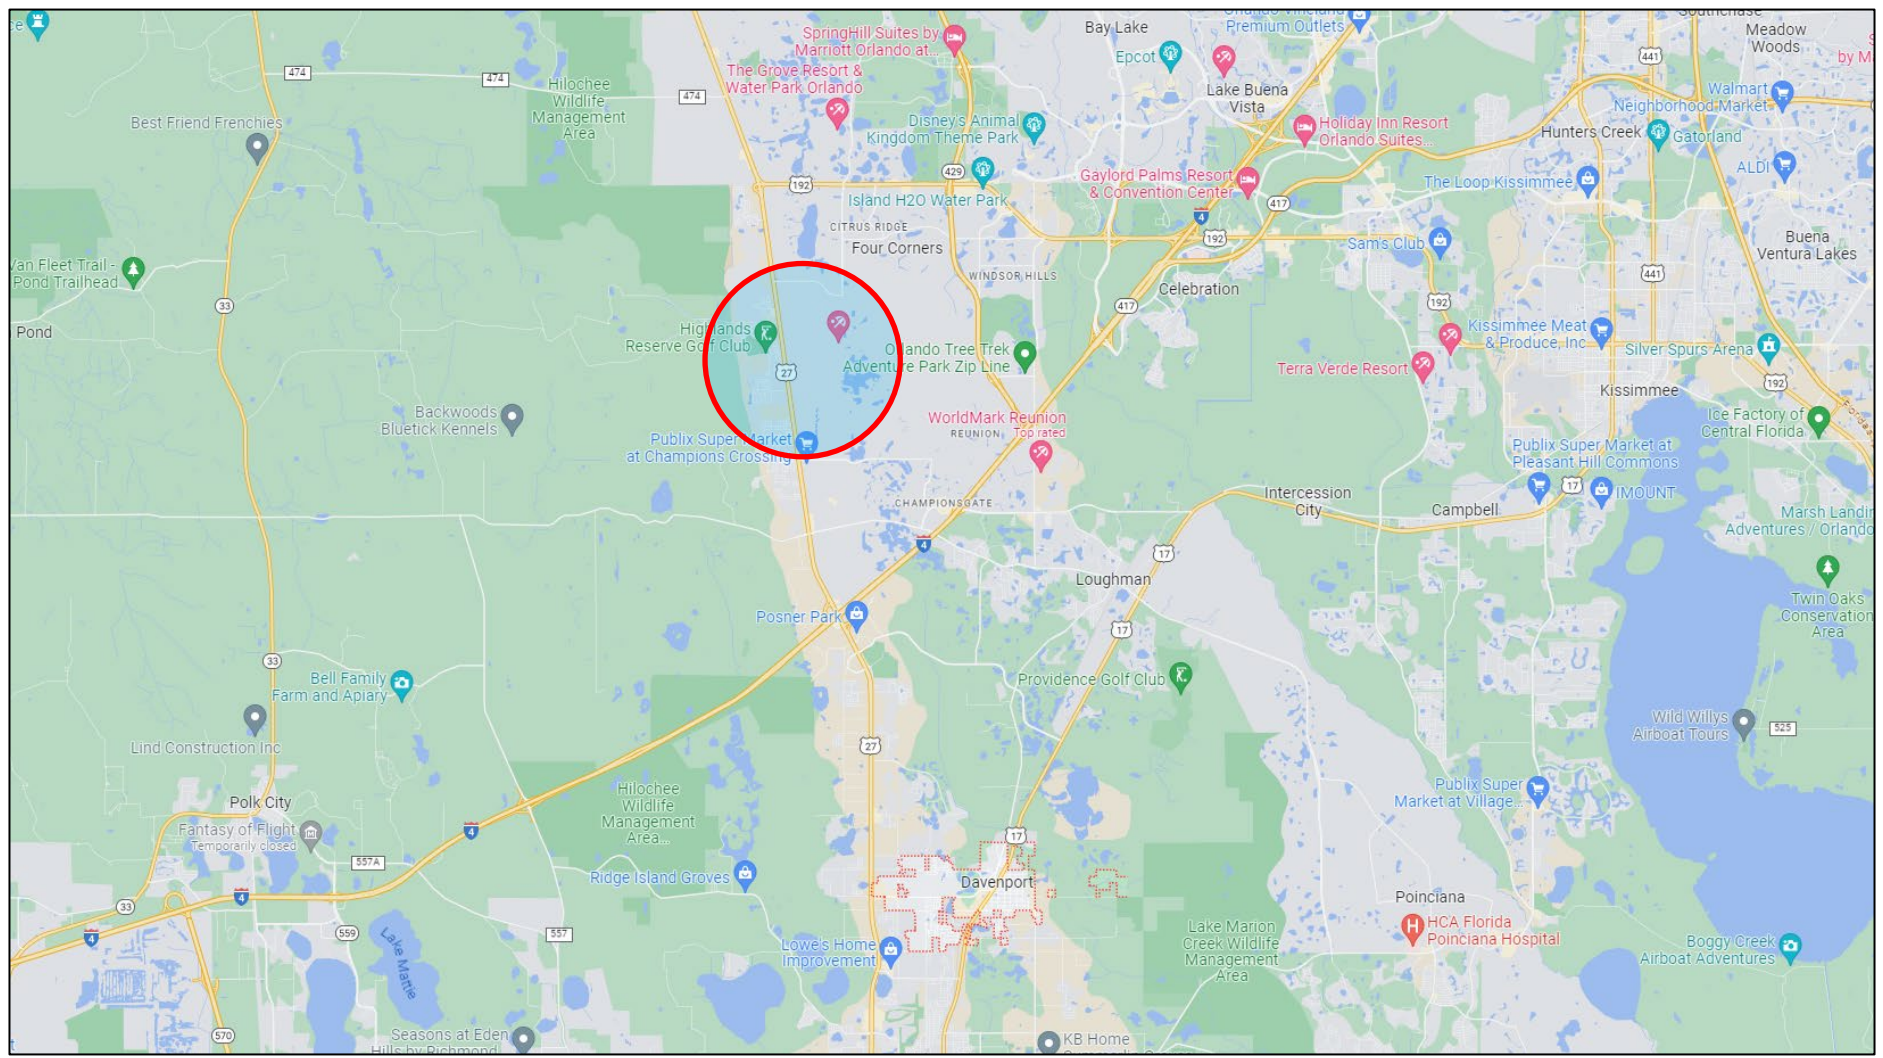 SpringHill Suites by
Marriott Orlando at...
The Grove Resort &
Water Park Orlando
Bay Lake
Premium Outlets
Epcot
Lake Buena
Vista
Meadow
Woods
441
Walmart
Neighborhood Market
by M
474
474
474
Hilochee
Wildlife
Management
Area
Best Friend Frenchies
Disney's Animal
Kingdom Theme Park
Holiday Inn Resort
Orlando Suites...
Hunters Creek
Gatorland
ALDI
429
192
Island H2O Water Park
Gaylord Palms Resort
& Convention Center
417
4
192
The Loop Kissimmee
Sam's Club
CITRUS RIDGE
Four Corners
WINDSOR HILLS
Celebration
417
192
441
Buena
Ventura Lakes
Van Fleet Trail -
Pond Trailhead
Pond
33
Highlands
Reserve Golf Club
27
Orlando Tree Trek
Adventure Park Zip Line
Kissimmee Meat
& Produce, Inc
Silver Spurs Arena
Terra Verde Resort
192
Kissimmee
Backwoods
Bluetick Kennels
WorldMark Reunion
Top rated
REUNION
Publix Super Market
at Champions Crossing
Ice Factory of
Central Florida
Publix Super Market at
Pleasant Hill Commons
17
IMOUNT
CHAMPIONSGATE
Intercession
City
Campbell
Marsh Landin
Adventures / Orlando
4
17
Loughman
Posner Park
17
Twin Oaks
Conservation
Area
33
Bell Family
Farm and Apiary
Providence Golf Club
Lind Construction Inc
27
Wild Willys
Airboat Tours
525
Polk City
Fantasy of Flight
Temporarily closed
557A
4
Hilochee
Wildlife
Management
Area...
Publix Super
Market at Village...
17
Ridge Island Groves
Davenport
Poinciana
HCA Florida
Poinciana Hospital
33
4
4
559
Lake Mattie
557
Lowe's Home
Improvement
Lake Marion
Creek Wildlife
Management
Area
Boggy Creek
Airboat Adventures
570
Seasons at Eden
Hills by Richmond
KB Home